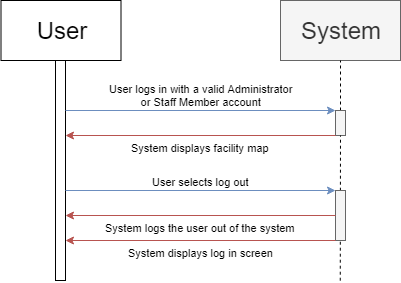 User
System
User logs in with a valid Administrator
or Staff Member account
System displays facility map
User selects log out
System logs the user out of the system
System displays log in screen